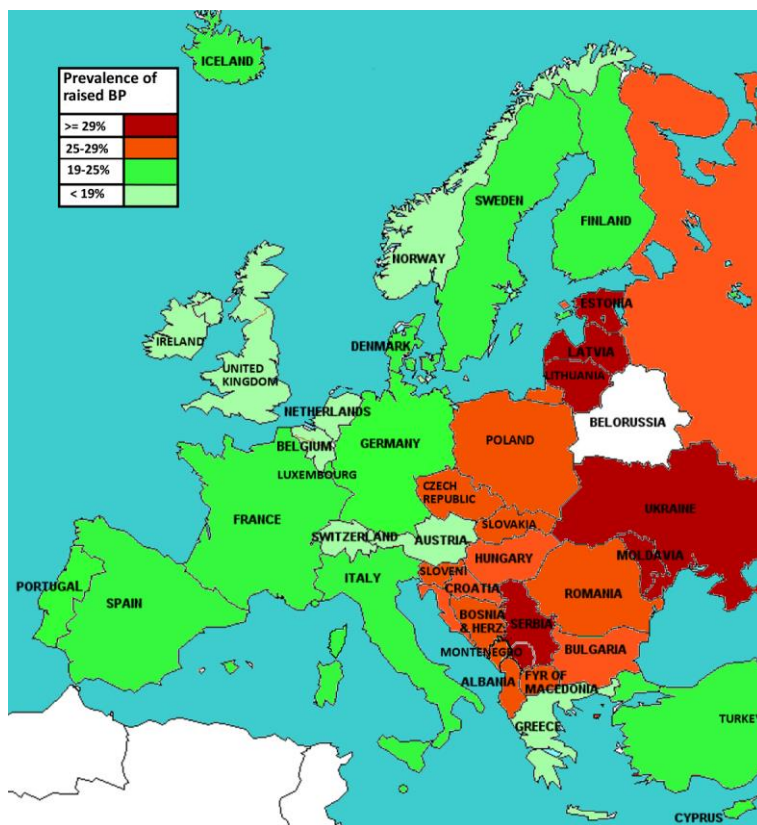 ICELAND
Prevalence of
raised BP
>= 29%
25-29%
19-25%
< 19%
SWEDEN
FINLAND
NORWAY
ESTONIA
IRELAND
DENMARK
LATVIA
UNITED
KINGDOM
LITHUANIA
NETHERLANDS
BELORUSSIA
BELGIUM
GERMANY
POLAND
LUXEMBOURG
CZECH
REPUBLIC
UKRAINE
FRANCE
SLOVAKIA
SWITZERLAND
AUSTRIA
MOLDAVIA
HUNGARY
SLOVENI
ITALY
PORTUGAL
CROATIA
ROMANIA
SPAIN
BOSNIA
& HERZ.
SERBIA
MONTENEGRO
BULGARIA
ALBANIA
FYR OF
MACEDONIA
GREECE
TURKEY
CYPRUS